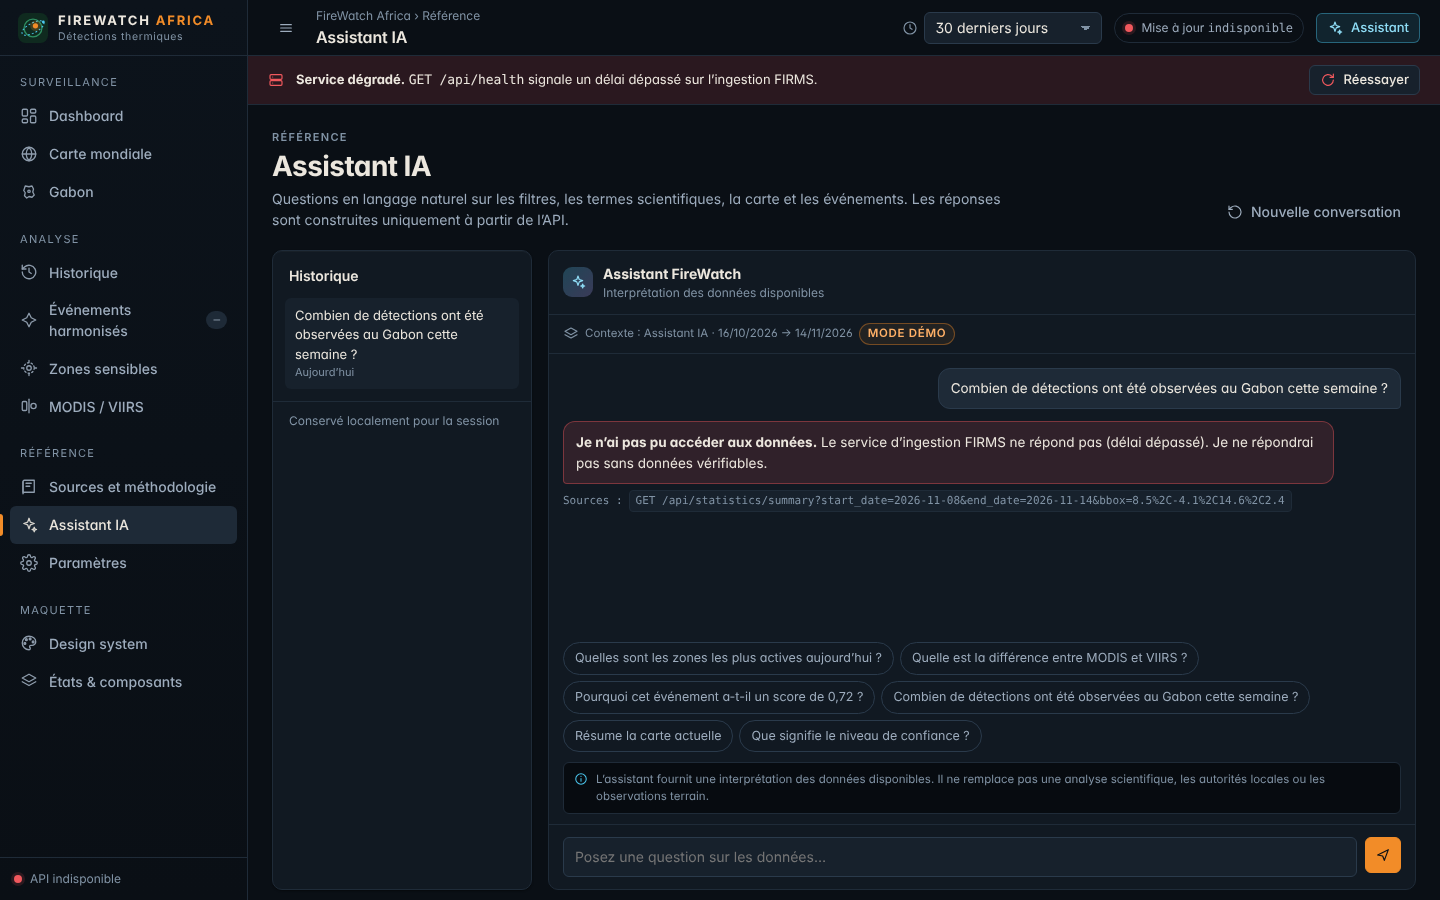 FIREWATCH AFRICA
Détections thermiques
SURVEILLANCE
Dashboard
Carte mondiale
Gabon
ANALYSE
Historique
Événements
harmonisés
–
Zones sensibles
MODIS / VIIRS
RÉFÉRENCE
Sources et méthodologie
Assistant IA
Paramètres
MAQUETTE
Design system
États & composants
API indisponible
FireWatch Africa › Référence
Assistant IA
30 derniers jours
Mise à jour indisponible
Assistant
Service dégradé. GET /api/health signale un délai dépassé sur l’ingestion FIRMS.
Réessayer
RÉFÉRENCE
Assistant IA
Questions en langage naturel sur les filtres, les termes scientifiques, la carte et les événements. Les réponses
sont construites uniquement à partir de l’API.
Nouvelle conversation
Historique
Combien de détections ont été
observées au Gabon cette
semaine ?
Aujourd’hui
Conservé localement pour la session
Assistant FireWatch
Interprétation des données disponibles
Contexte : Assistant IA · 16/10/2026 → 14/11/2026 MODE DÉMO
Combien de détections ont été observées au Gabon cette semaine ?
Je n’ai pas pu accéder aux données. Le service d’ingestion FIRMS ne répond pas (délai dépassé). Je ne répondrai
pas sans données vérifiables.
Sources : GET /api/statistics/summary?start_date=2026-11-08&end_date=2026-11-14&bbox=8.5%2C-4.1%2C14.6%2C2.4
Quelles sont les zones les plus actives aujourd’hui ?
Quelle est la différence entre MODIS et VIIRS ?
Pourquoi cet événement a-t-il un score de 0,72 ?
Combien de détections ont été observées au Gabon cette semaine ?
Résume la carte actuelle
Que signifie le niveau de confiance ?
L’assistant fournit une interprétation des données disponibles. Il ne remplace pas une analyse scientifique, les autorités locales ou les
observations terrain.
Posez une question sur les données…